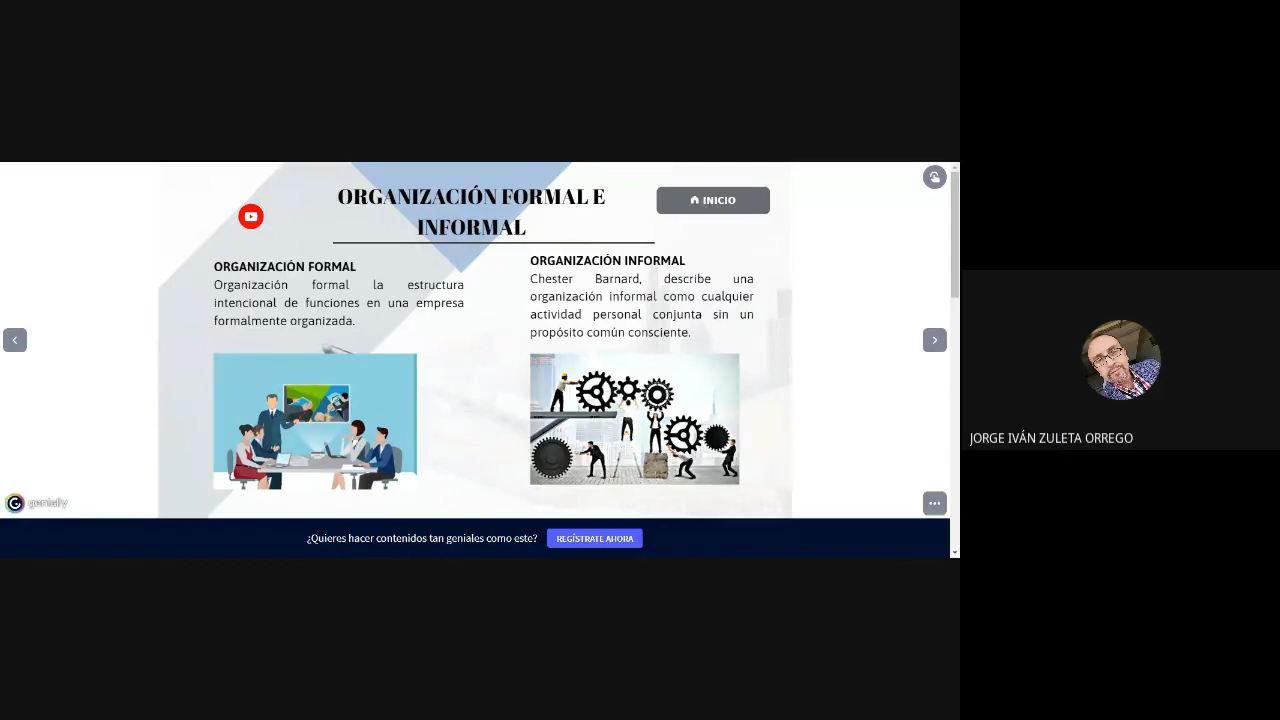 ORGANIZACIÓN FORMAL E
INFORMAL
INICIO
ORGANIZACIÓN FORMAL
Organización formal la estructura
intencional de funciones en una empresa
formalmente organizada.
ORGANIZACIÓN INFORMAL
Chester Barnard, describe una
organización informal como cualquier
actividad personal conjunta sin un
propósito común consciente.
genially
¿Quieres hacer contenidos tan geniales como este?
REGÍSTRATE AHORA
JORGE IVÁN ZULETA ORREGO